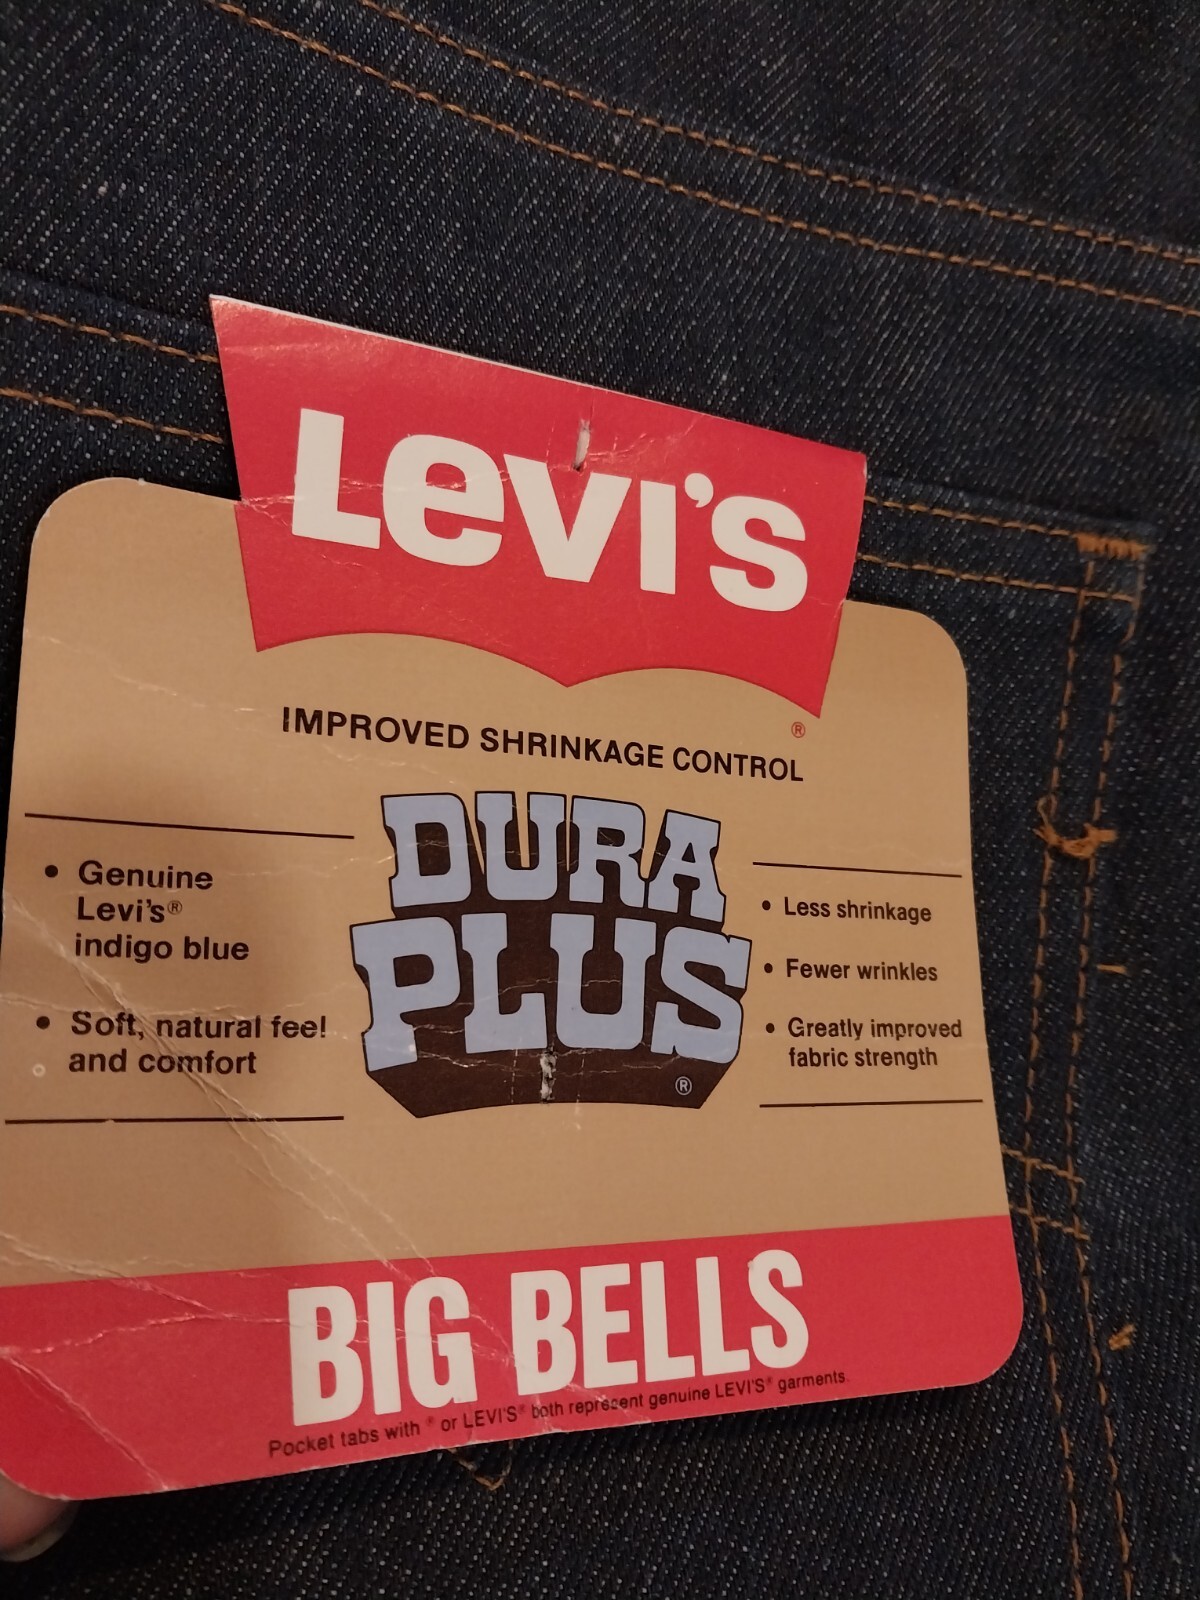 LEVI'S
®
IMPROVED SHRINKAGE CONTROL
DURA
PLUS
®
• Genuine
Levi's®
indigo blue
• Soft, natural feel
and comfort
• Less shrinkage
• Fewer wrinkles
• Greatly improved
fabric strength
BIG BELLS
Pocket tabs with ® or LEVI'S® both represent genuine LEVI'S® garments.